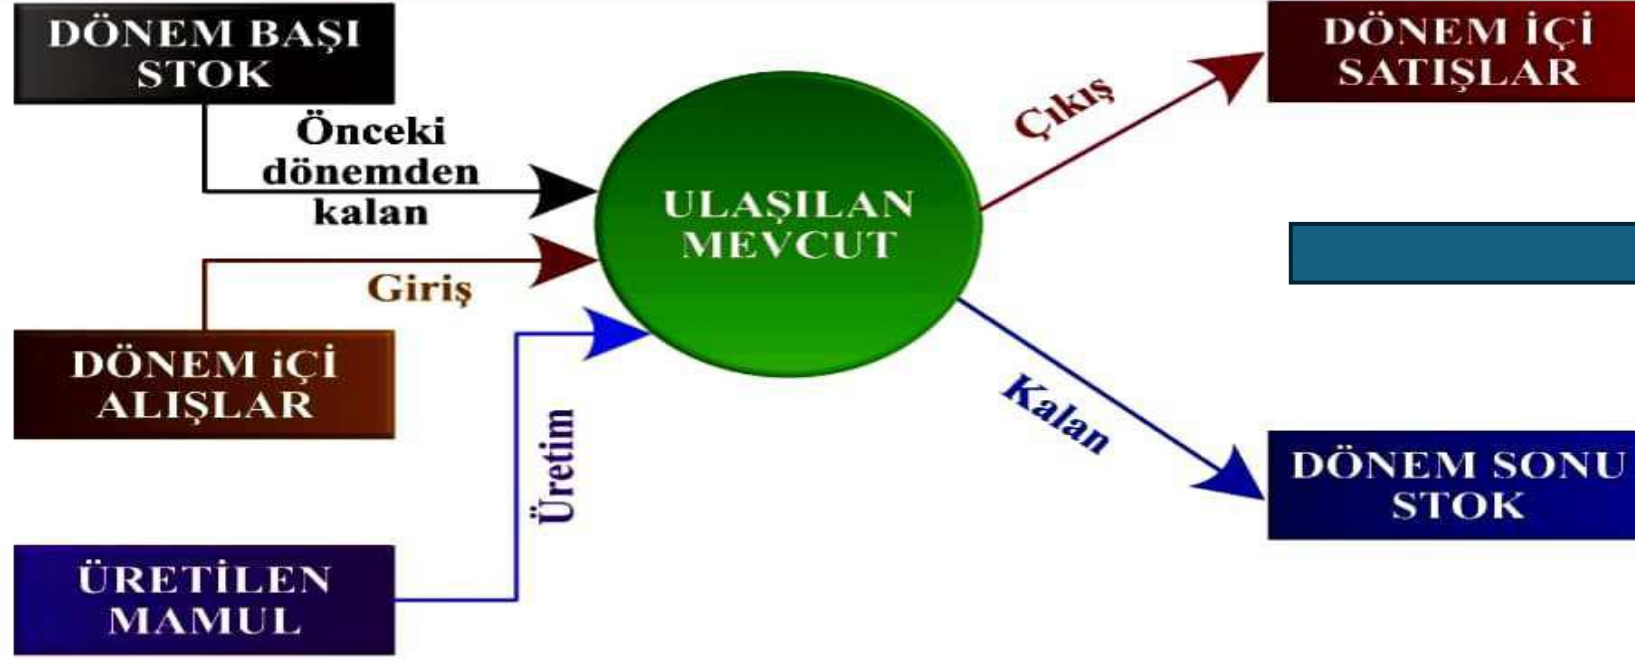 DÖNEM BAŞI
STOK
Önceki
dönemden
kalan
Giriş
DÖNEM iÇİ
ALIŞLAR
Üretim
ÜRETİLEN
MAMUL
ULAŞILAN
MEVCUT
Çıkış
DÖNEM İÇİ
SATIŞLAR
Kalan
DÖNEM SONU
STOK